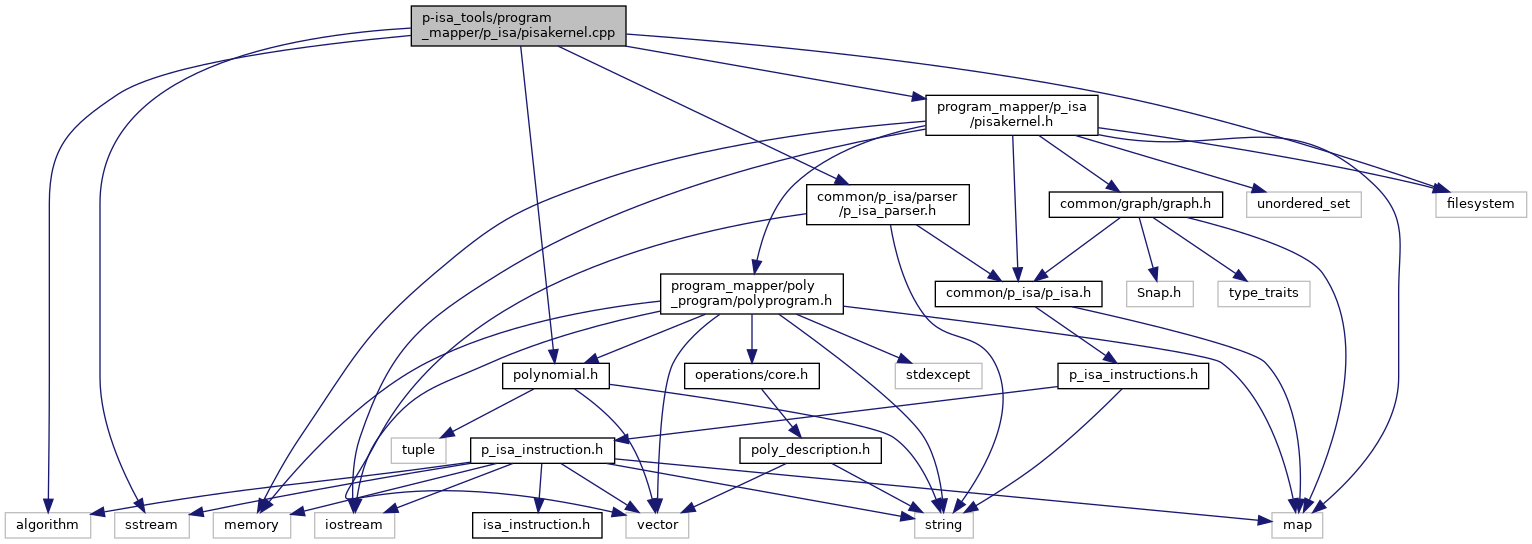 p-isa_tools/program
_mapper/p_isa/pisakernel.cpp
program_mapper/p_isa
/pisakernel.h
common/p_isa/parser
/p_isa_parser.h
common/graph/graph.h
unordered_set
filesystem
program_mapper/poly
_program/polyprogram.h
common/p_isa/p_isa.h
Snap.h
type_traits
polynomial.h
operations/core.h
stdexcept
p_isa_instructions.h
tuple
p_isa_instruction.h
poly_description.h
algorithm
sstream
memory
iostream
isa_instruction.h
vector
string
map